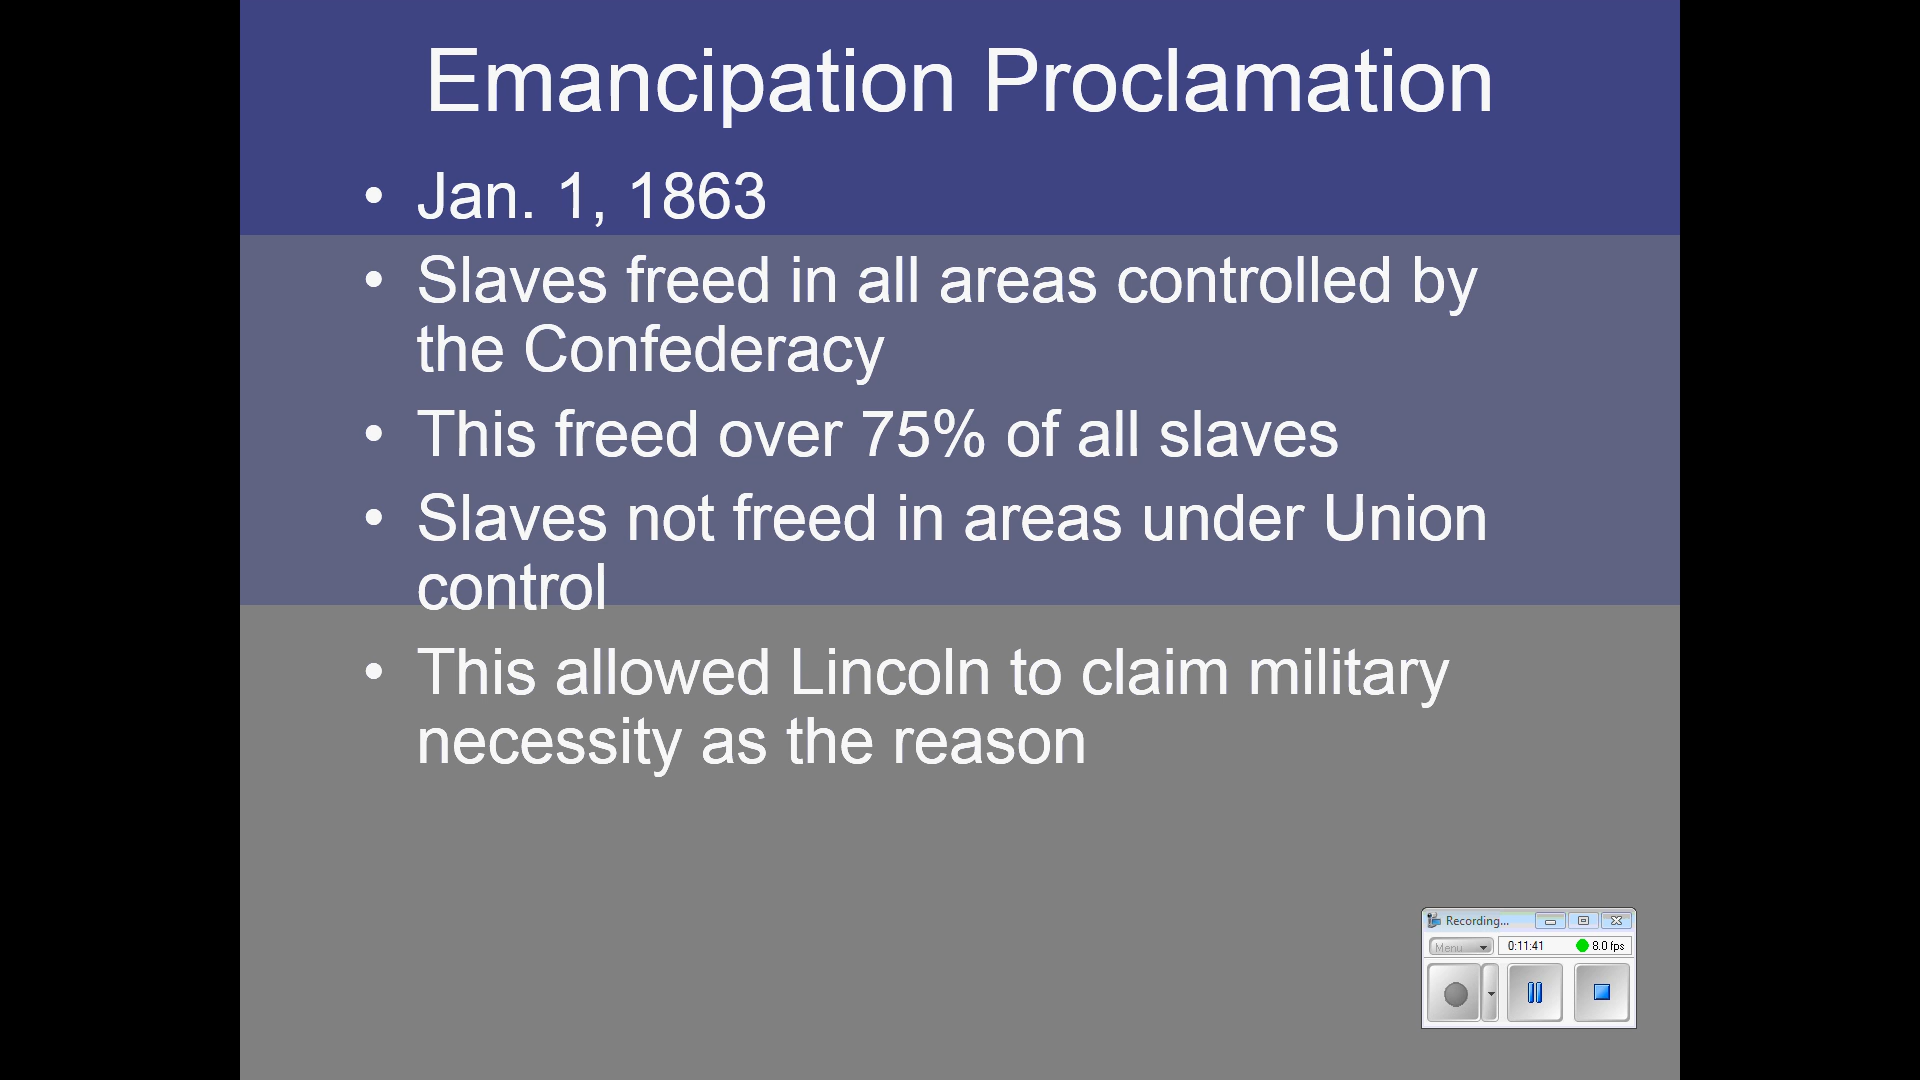 Emancipation Proclamation
• Jan. 1, 1863
• Slaves freed in all areas controlled by
the Confederacy
• This freed over 75% of all slaves
• Slaves not freed in areas under Union
control
• This allowed Lincoln to claim military
necessity as the reason
Recording...
Menu 0:11:41 8.0 fps